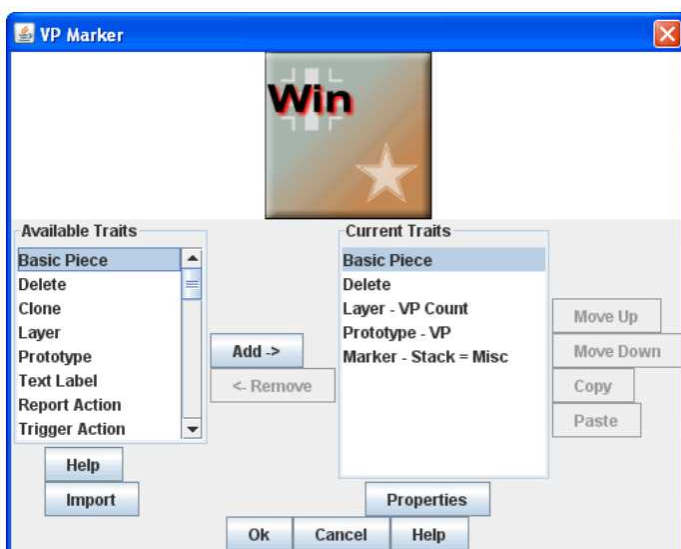 VP Marker
Win
Available Traits
Basic Piece
Delete
Clone
Layer
Prototype
Text Label
Report Action
Trigger Action
Add ->
<- Remove
Current Traits
Basic Piece
Delete
Layer - VP Count
Prototype - VP
Marker - Stack = Misc
Move Up
Move Down
Copy
Paste
Help
Import
Properties
Ok
Cancel
Help